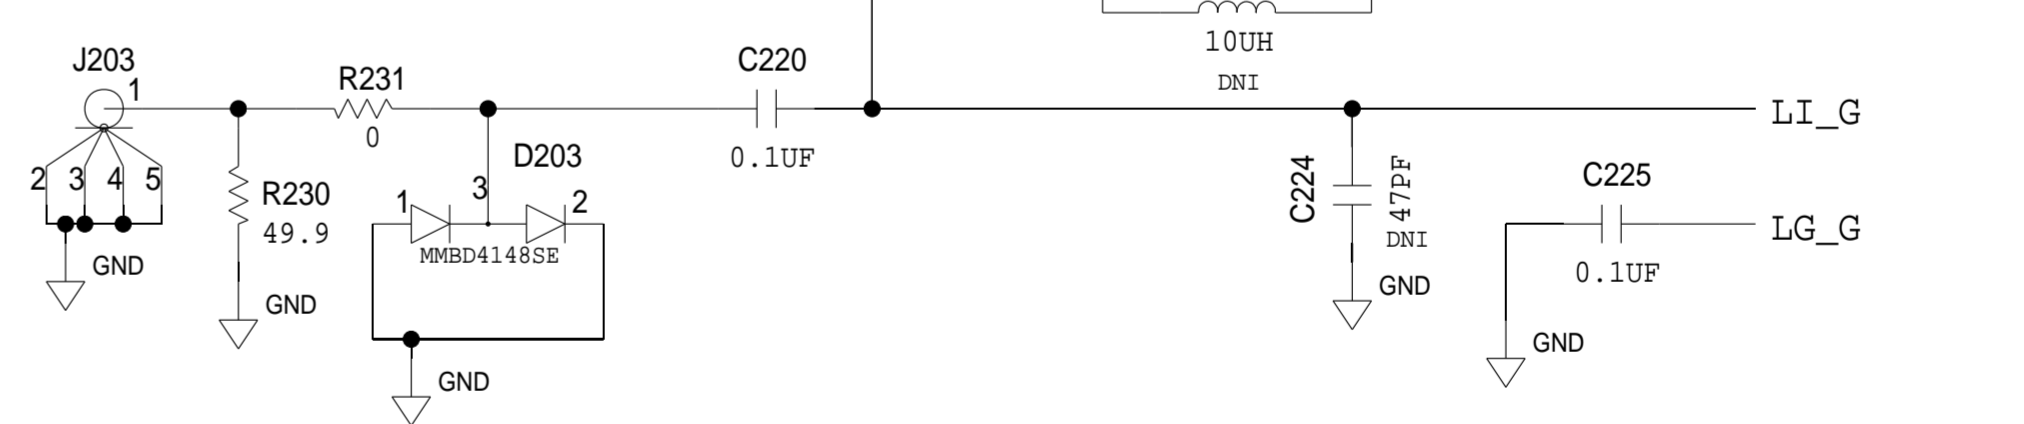 10UH
DNI
J203
1
R231
0
C220
0.1UF
LI_G
2 3 4 5
GND
R230
49.9
GND
D203
1 3 2
MMBD4148SE
GND
C224
47PF
DNI
GND
C225
0.1UF
LG_G
GND